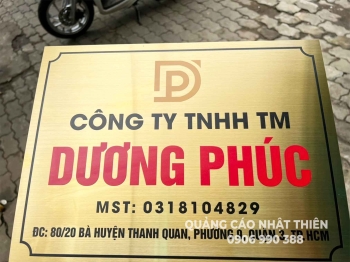 DP
CÔNG TY TNHH TM
DƯƠNG PHÚC
MST: 0318104829
QUẢNG CÁO NHẬT THIÊN
ĐC: 80/20 BÀ HUYỆN THANH QUAN, PHƯỜNG 9, QUẬN 3, TP HCM
0906 990 388